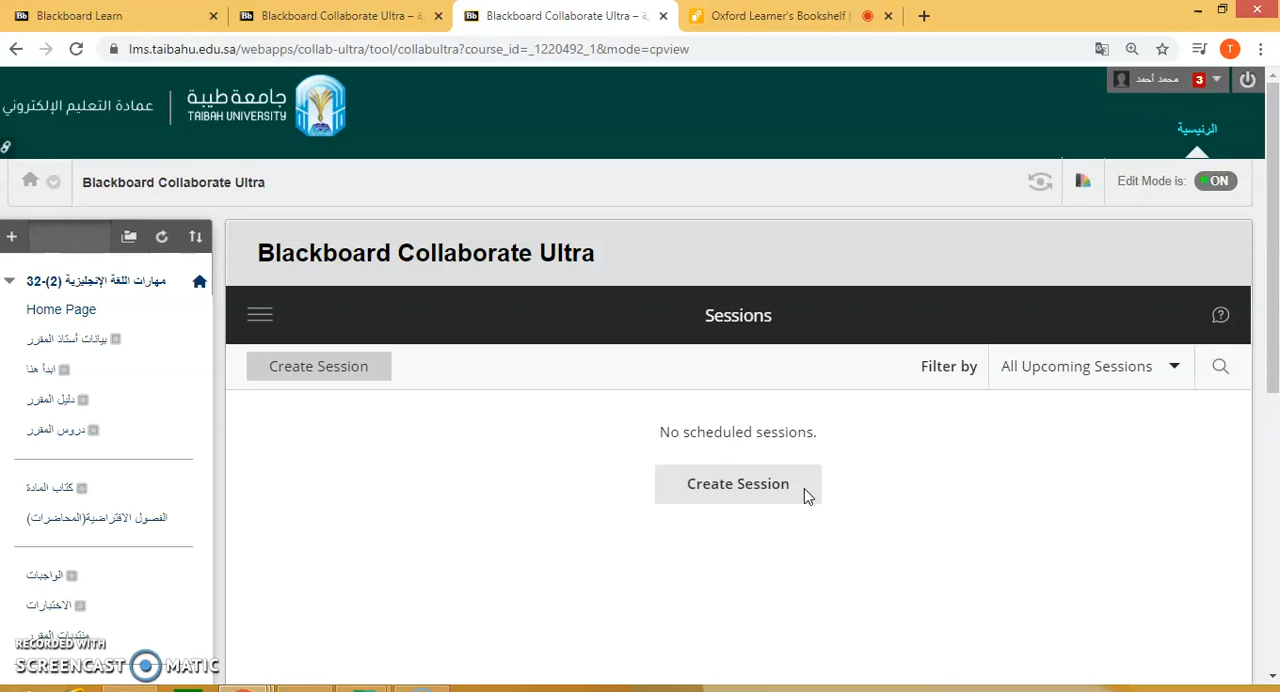 Blackboard Learn
Blackboard Collaborate Ultra –
Blackboard Collaborate Ultra –
Oxford Learner's Bookshelf |
lms.taibahu.edu.sa/webapps/collab-ultra/tool/collabultra?course_id=_1220492_1&mode=cpview
T
محمد أحمد
3
عمادة التعليم الإلكتروني
جامعة طيبة
TAIBAH UNIVERSITY
الرئيسية
Blackboard Collaborate Ultra
Edit Mode is:
ON
مهارات اللغة الإنجليزية (2)-32
Home Page
بيانات أستاذ المقرر
ابدأ هنا
دليل المقرر
دروس المقرر
كتاب المادة
الفصول الافتراضية(المحاضرات)
الواجبات
الاختبارات
منتديات المقرر
Blackboard Collaborate Ultra
Sessions
Create Session
Filter by
All Upcoming Sessions
No scheduled sessions.
Create Session
RECORDED WITH
SCREENCAST MATIC